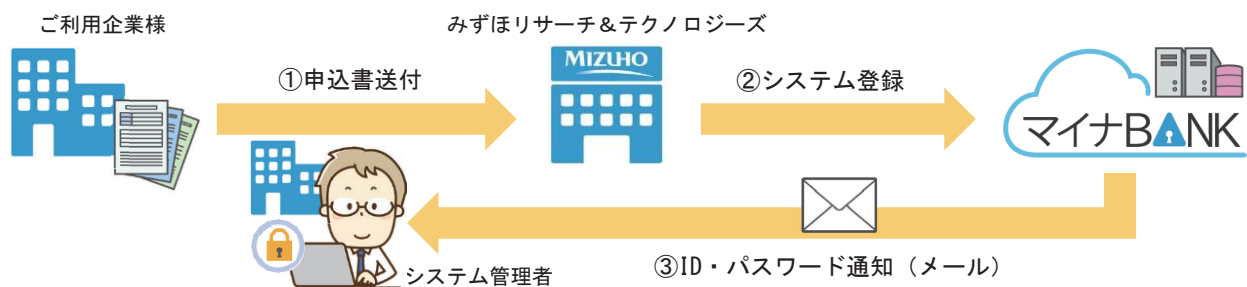 ご利用企業様
みずほリサーチ＆テクノロジーズ
①申込書送付
MIZUHO
②システム登録
マイナBANK
システム管理者
③ID・パスワード通知（メール）